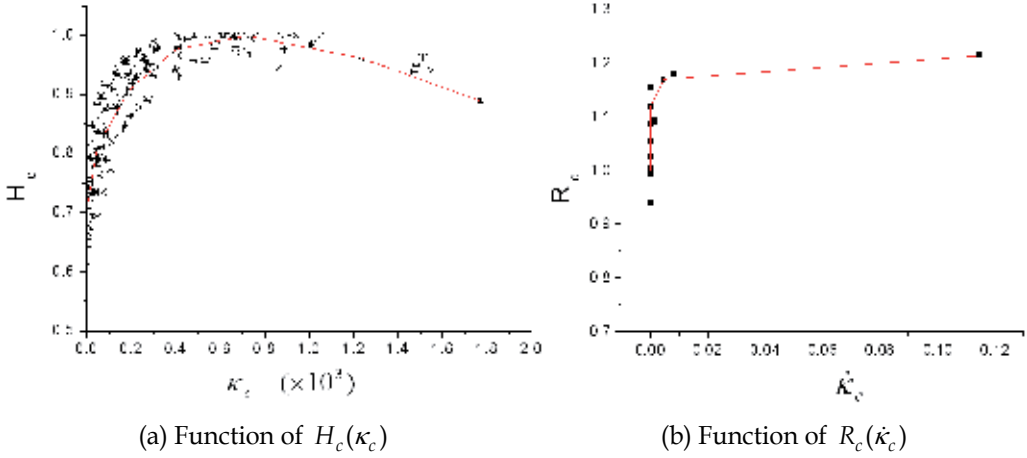 1.0
0.9
0.8
0.7
0.6
0.5
H_c
0.0 0.2 0.4 0.6 0.8 1.0 1.2 1.4 1.6 1.8 2.0
κ_c (×10³)
(a) Function of H_c(κ_c)
1.3
1.2
1.1
1.0
0.9
0.8
0.7
R_c
0.00 0.02 0.04 0.06 0.08 0.10 0.12
κ̇_c
(b) Function of R_c(κ̇_c)